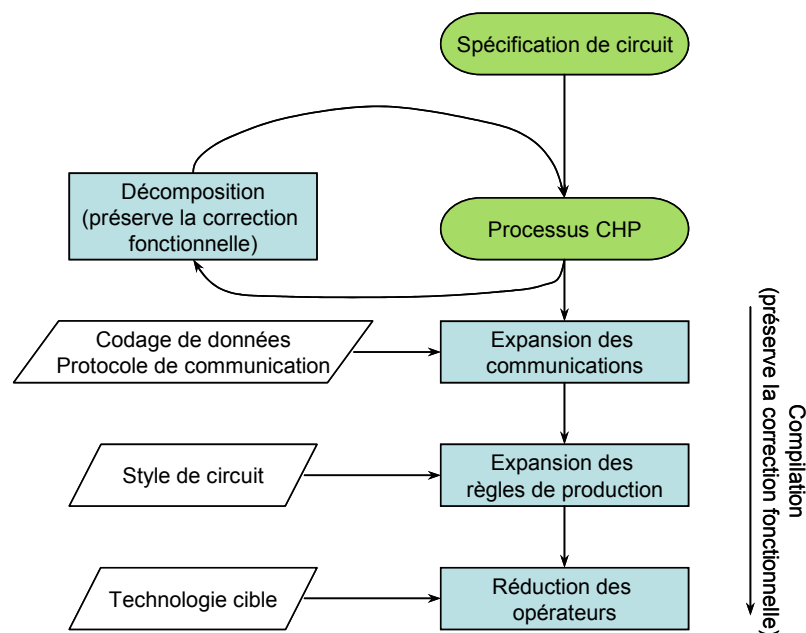 Spécification de circuit
Décomposition
(préserve la correction
fonctionnelle)
Processus CHP
Codage de données
Protocole de communication
Expansion des
communications
Style de circuit
Expansion des
règles de production
Technologie cible
Réduction des
opérateurs
Compilation
(préserve la correction fonctionnelle)